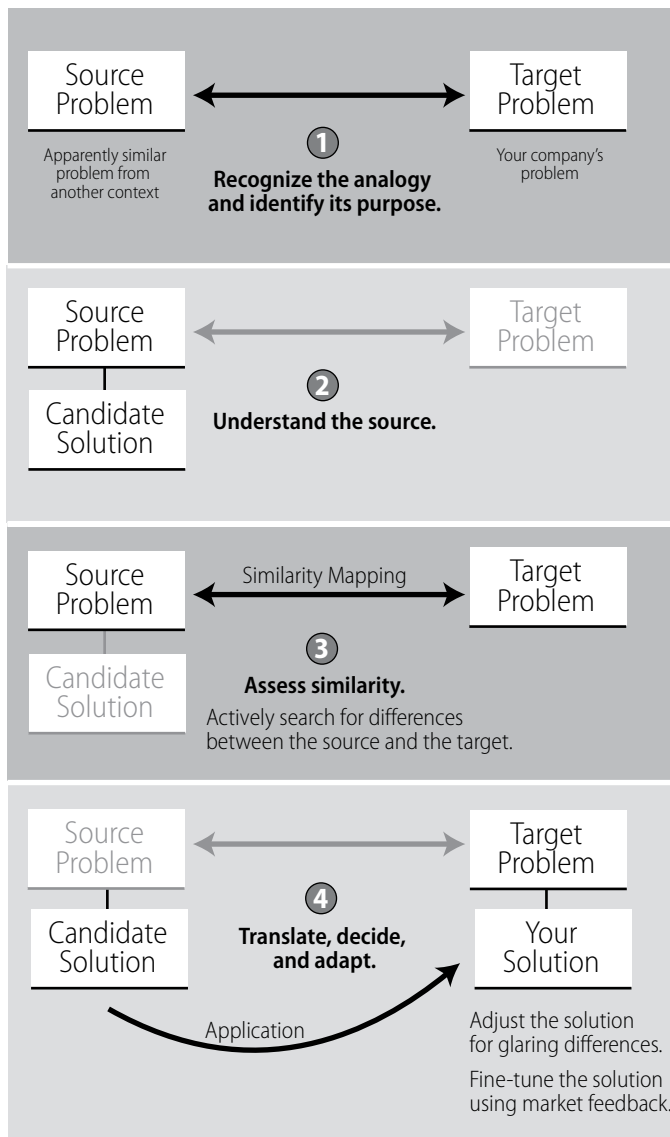 Source
Problem
Target
Problem
Apparently similar
problem from
another context
1
Recognize the analogy
and identify its purpose.
Your company's
problem
Source
Problem
Target
Problem
Candidate
Solution
2
Understand the source.
Source
Problem
Similarity Mapping
Target
Problem
Candidate
Solution
3
Assess similarity.
Actively search for differences
between the source and the target.
Source
Problem
Target
Problem
Candidate
Solution
4
Translate, decide,
and adapt.
Your
Solution
Application
Adjust the solution
for glaring differences.
Fine-tune the solution
using market feedback.